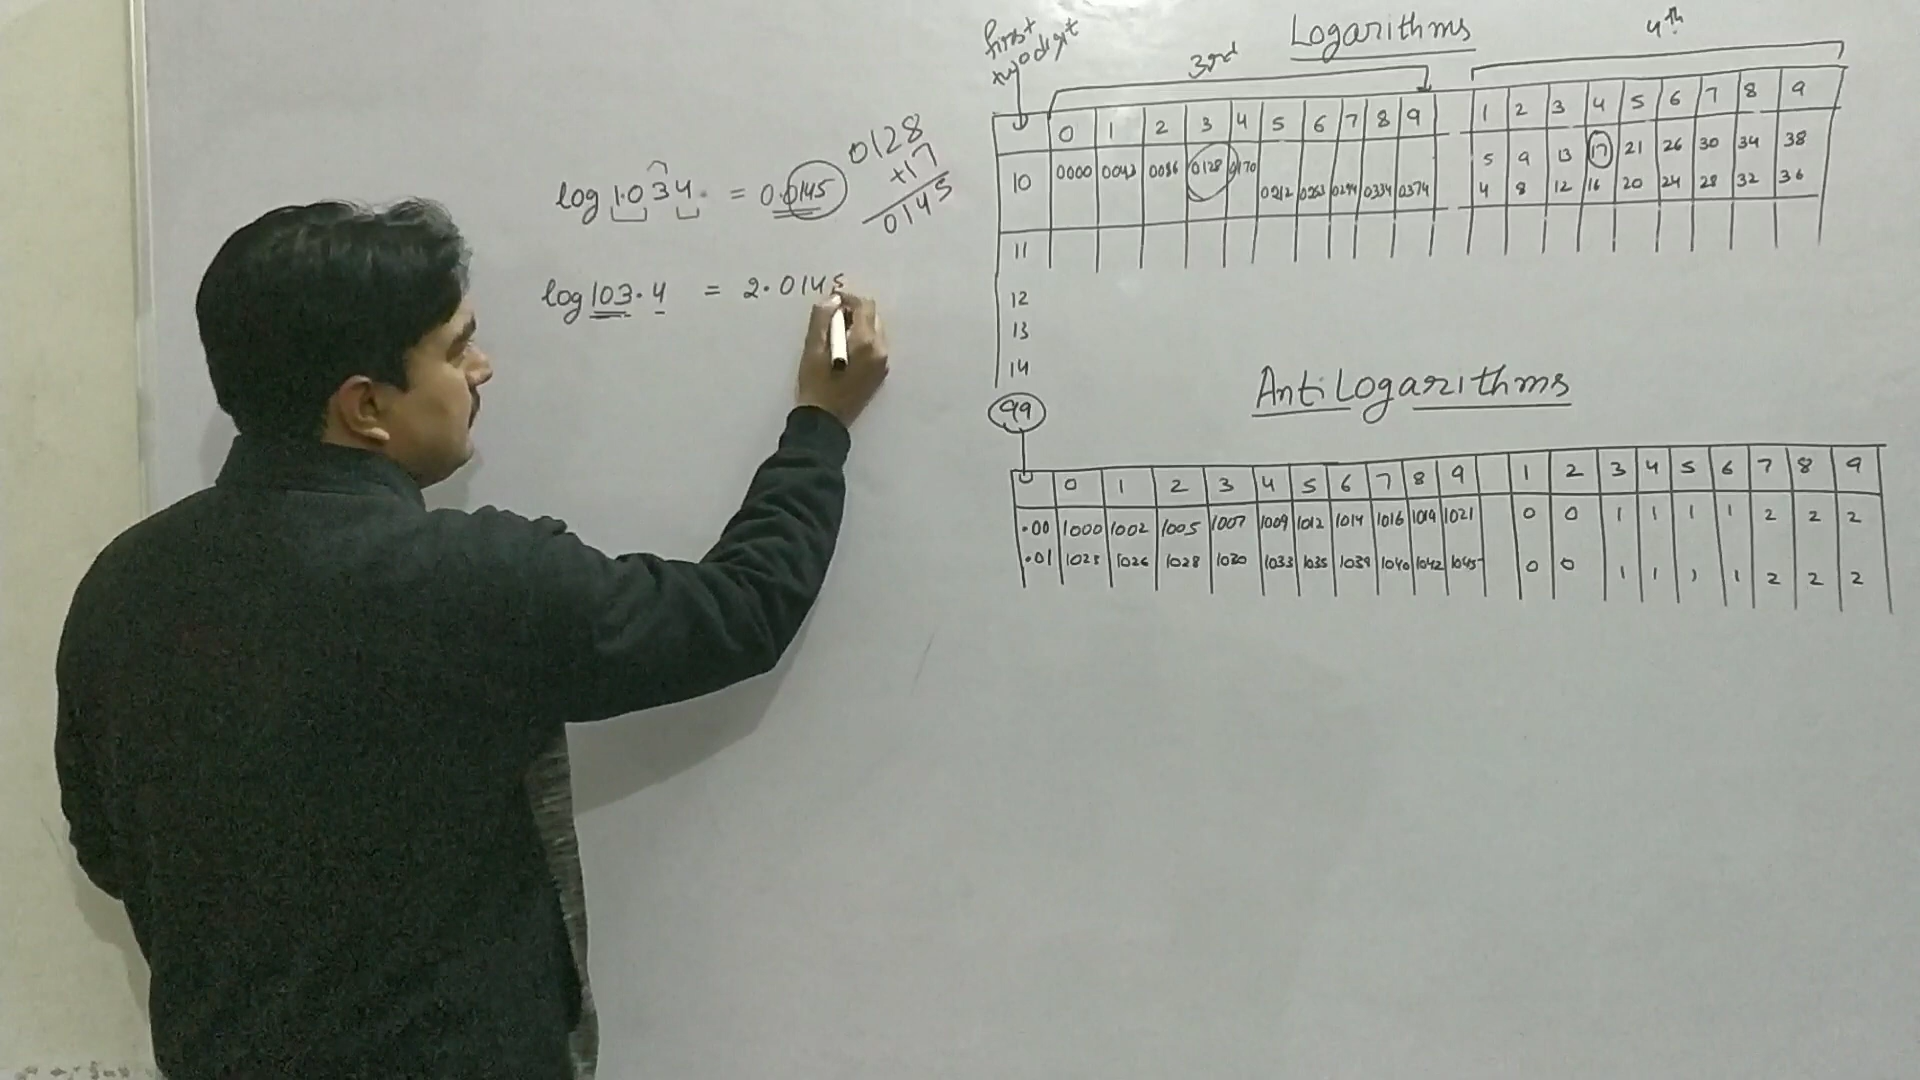 log 1.034. = 0.0145
0128
+17
0145
log 103.4 = 2.0145
first
two digit
3rd
Logarithms
4th
0 1 2 3 4 5 6 7 8 9 1 2 3 4 5 6 7 8 9
10 0000 0043 0086 0128 0170 5 9 13 17 21 26 30 34 38
0212 0253 0294 0334 0374 4 8 12 16 20 24 28 32 36
11
12
13
14
99
AntiLogarithms
0 1 2 3 4 5 6 7 8 9 1 2 3 4 5 6 7 8 9
.00 1000 1002 1005 1007 1009 1012 1014 1016 1019 1021 0 0 1 1 1 1 2 2 2
.01 1023 1026 1028 1030 1033 1035 1038 1040 1042 1045 0 0 1 1 1 1 2 2 2